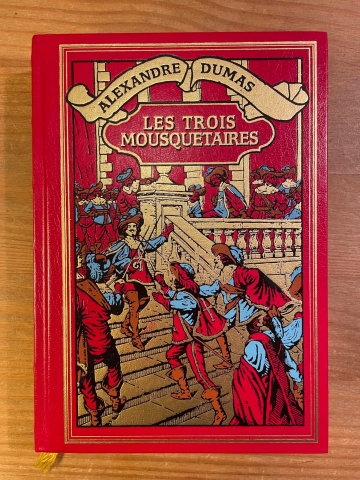 ALEXANDRE DUMAS
LES TROIS
MOUSQUETAIRES